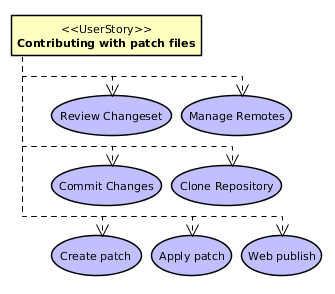 <<UserStory>>
Contributing with patch files
Review Changeset
Manage Remotes
Commit Changes
Clone Repository
Create patch
Apply patch
Web publish